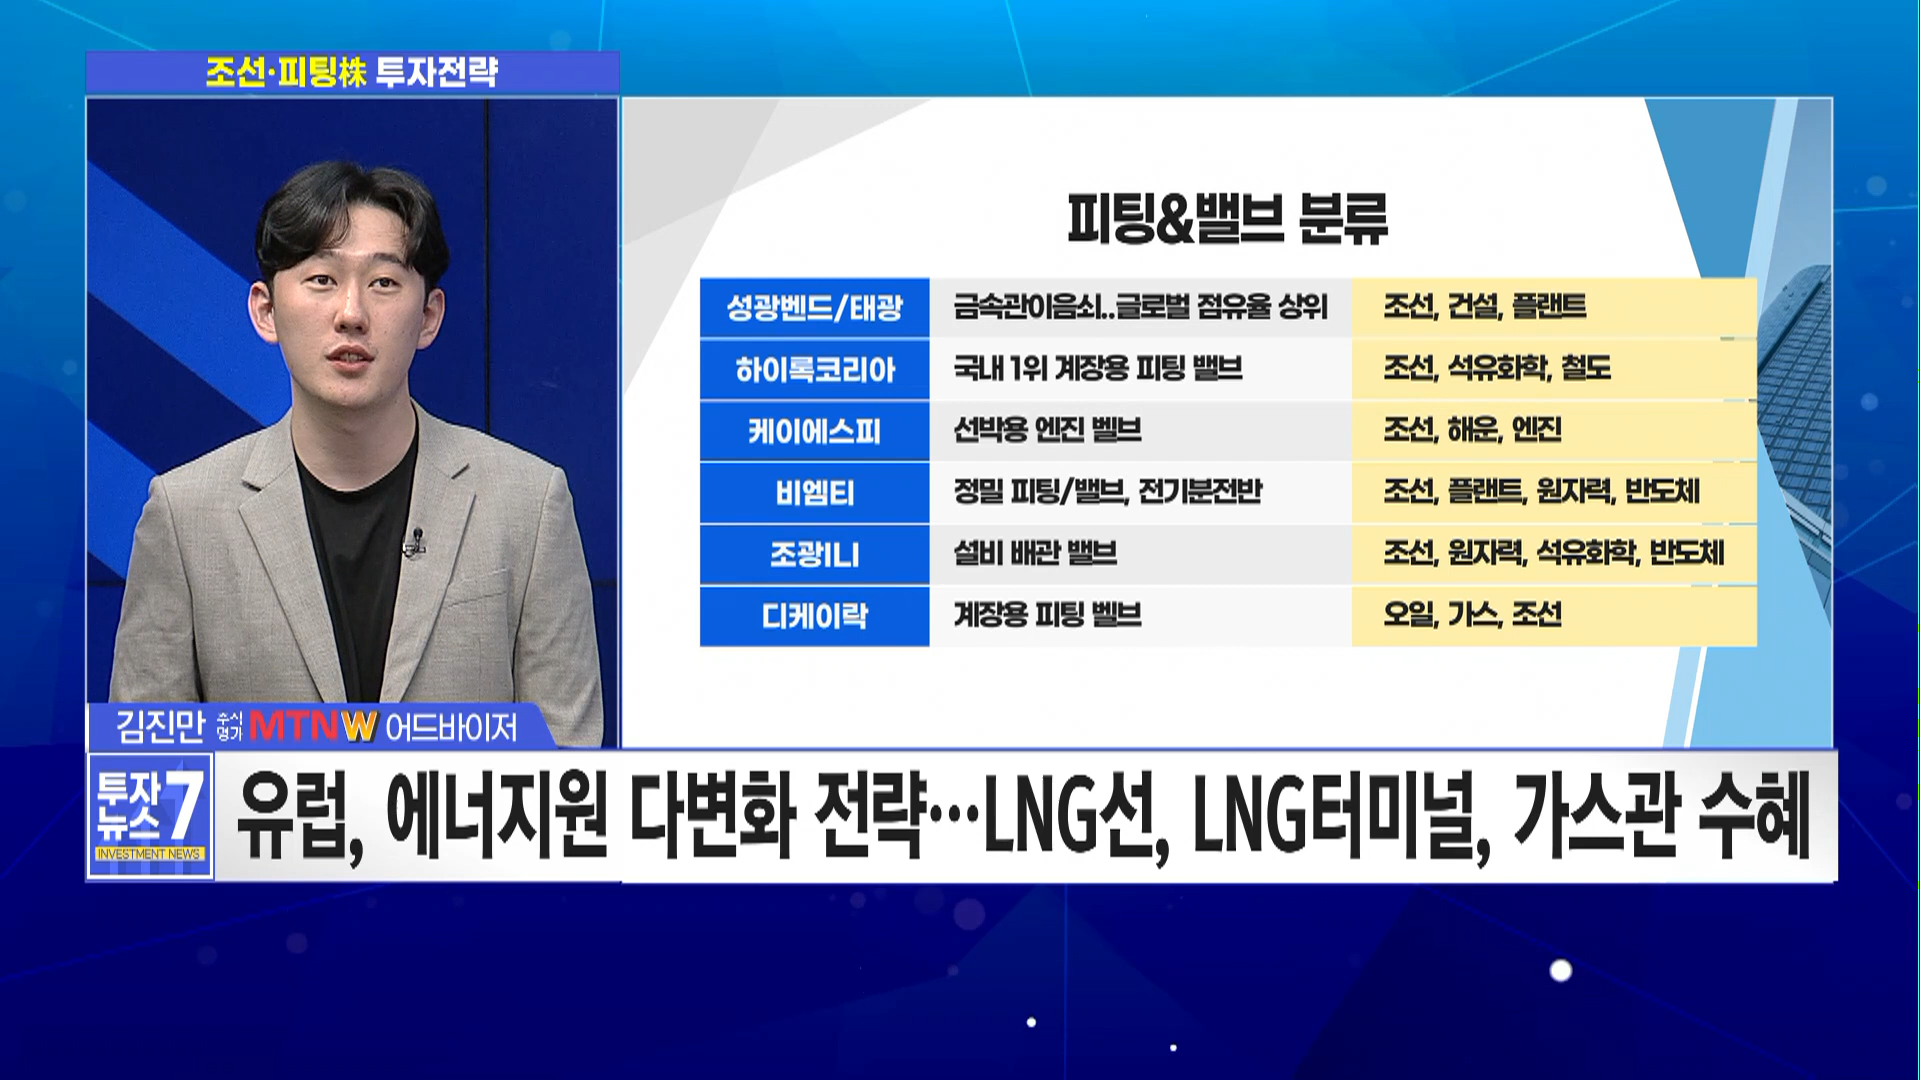 조선·피팅株 투자전략
피팅&밸브 분류
성광벤드/태광 금속관이음쇠..글로벌 점유율 상위 조선, 건설, 플랜트
하이록코리아 국내 1위 계장용 피팅 밸브 조선, 석유화학, 철도
케이에스피 선박용 엔진 벨브 조선, 해운, 엔진
비엠티 정밀 피팅/밸브, 전기분전반 조선, 플랜트, 원자력, 반도체
조광ILI 설비 배관 밸브 조선, 원자력, 석유화학, 반도체
디케이락 계장용 피팅 벨브 오일, 가스, 조선
김진만 주식명가 MTNW 어드바이저
투자
뉴스7
INVESTMENT NEWS
유럽, 에너지원 다변화 전략…LNG선, LNG터미널, 가스관 수혜